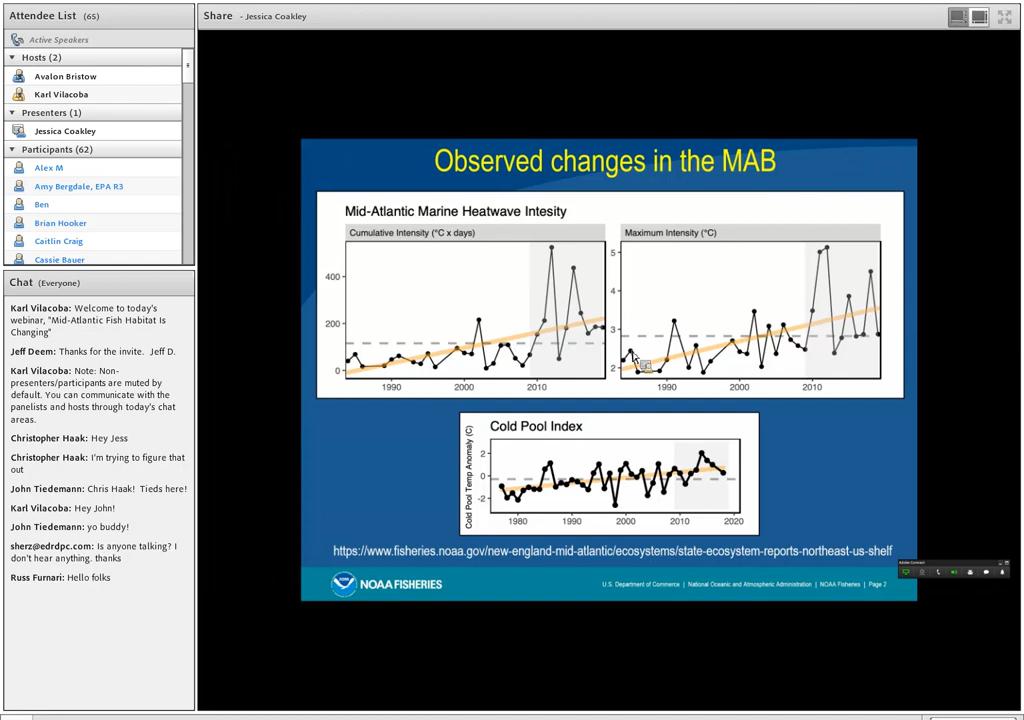 Attendee List (65)
Active Speakers
Hosts (2)
Avalon Bristow
Karl Vilacoba
Presenters (1)
Jessica Coakley
Participants (62)
Alex M
Amy Bergdale, EPA R3
Ben
Brian Hooker
Caitlin Craig
Cassie Bauer
Chat (Everyone)
Karl Vilacoba: Welcome to today's
webinar, "Mid-Atlantic Fish Habitat Is
Changing"
Jeff Deem: Thanks for the invite. Jeff D.
Karl Vilacoba: Note: Non-
presenters/participants are muted by
default. You can communicate with the
panelists and hosts through today's chat
areas.
Christopher Haak: Hey Jess
Christopher Haak: I'm trying to figure that
out
John Tiedemann: Chris Haak! Tieds here!
Karl Vilacoba: Hey John!
John Tiedemann: yo buddy!
sherz@edrdpc.com: Is anyone talking? I
don't hear anything. thanks
Russ Furnari: Hello folks
Share - Jessica Coakley
Observed changes in the MAB
Mid-Atlantic Marine Heatwave Intesity
Cumulative Intensity (°C x days)
400
200
0
1990 2000 2010
Maximum Intensity (°C)
5
4
3
2
1990 2000 2010
Cold Pool Index
Cold Pool Temp Anomaly (C)
2
0
-2
1980 1990 2000 2010 2020
https://www.fisheries.noaa.gov/new-england-mid-atlantic/ecosystems/state-ecosystem-reports-northeast-us-shelf
NOAA FISHERIES
U.S. Department of Commerce | National Oceanic and Atmospheric Administration | NOAA Fisheries | Page 2
Adobe Connect